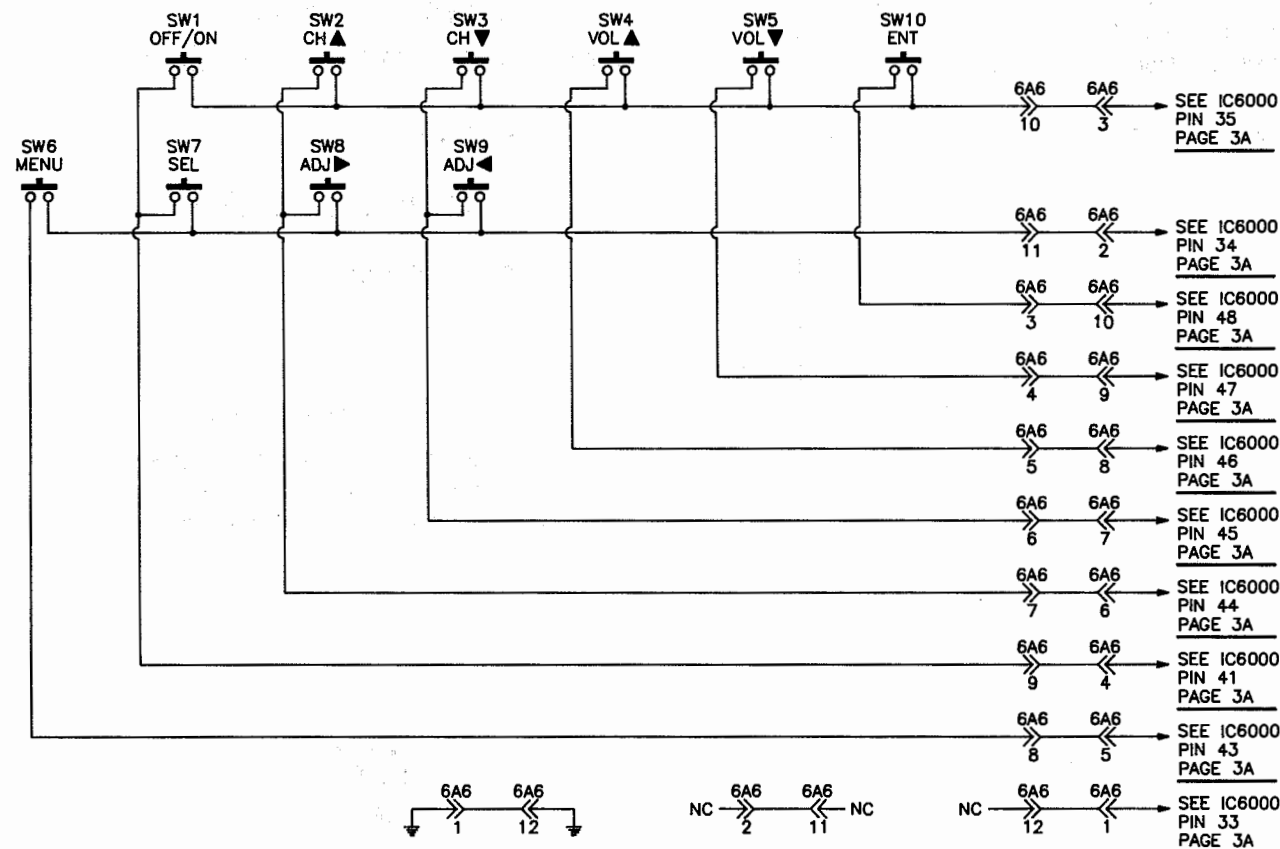 SW1
OFF/ON
SW2
CH▲
SW3
CH▼
SW4
VOL▲
SW5
VOL▼
SW10
ENT
6A6
10
6A6
3
SEE IC6000
PIN 35
PAGE 3A
SW6
MENU
SW7
SEL
SW8
ADJ▶
SW9
ADJ◀
6A6
11
6A6
2
SEE IC6000
PIN 34
PAGE 3A
6A6
3
6A6
10
SEE IC6000
PIN 48
PAGE 3A
6A6
4
6A6
9
SEE IC6000
PIN 47
PAGE 3A
6A6
5
6A6
8
SEE IC6000
PIN 46
PAGE 3A
6A6
6
6A6
7
SEE IC6000
PIN 45
PAGE 3A
6A6
7
6A6
6
SEE IC6000
PIN 44
PAGE 3A
6A6
9
6A6
4
SEE IC6000
PIN 41
PAGE 3A
6A6
8
6A6
5
SEE IC6000
PIN 43
PAGE 3A
6A6
1
6A6
12
NC
6A6
2
6A6
11
NC
NC
6A6
12
6A6
1
SEE IC6000
PIN 33
PAGE 3A